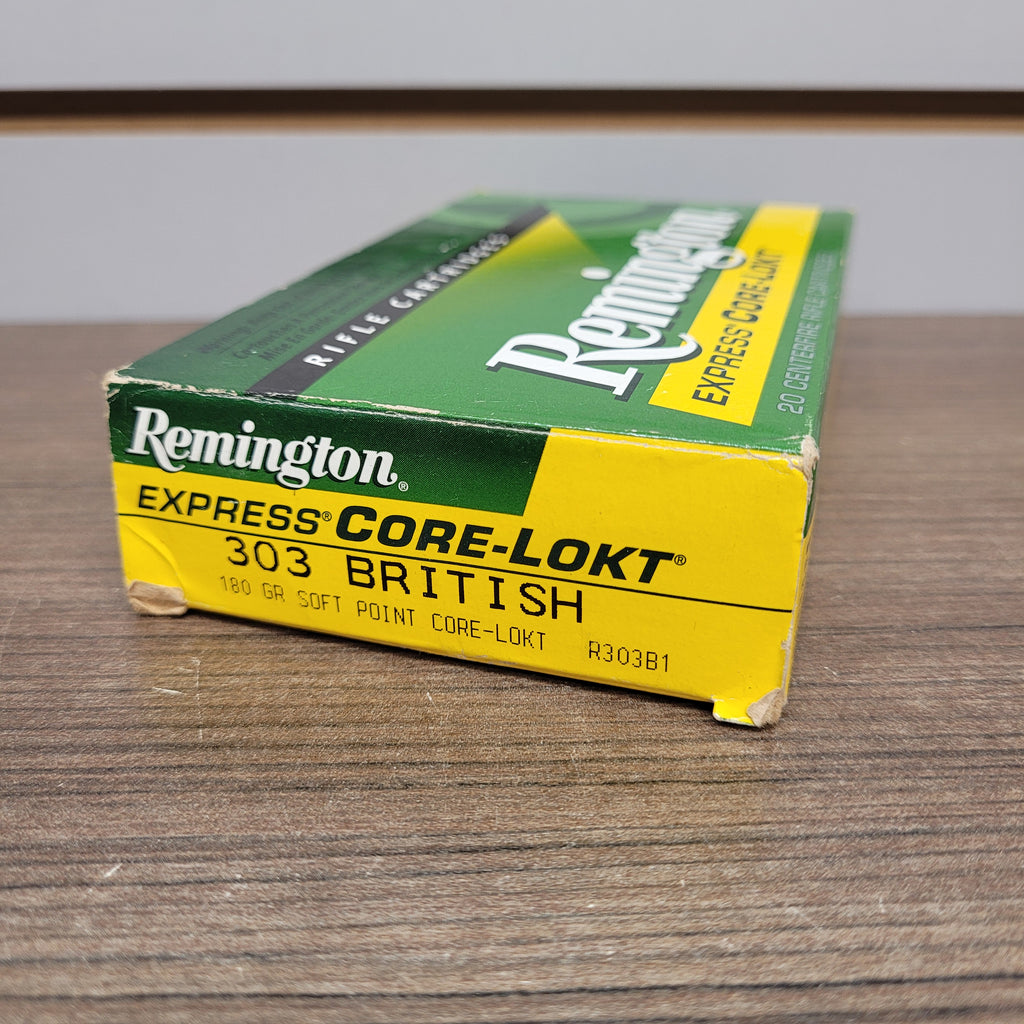 RIFLE CARTRIDGES
Remington
EXPRESS® CORE-LOKT®
20 CENTERFIRE RIFLE CARTRIDGES
Remington®
EXPRESS® CORE-LOKT®
303 BRITISH
180 GR SOFT POINT CORE-LOKT R303B1